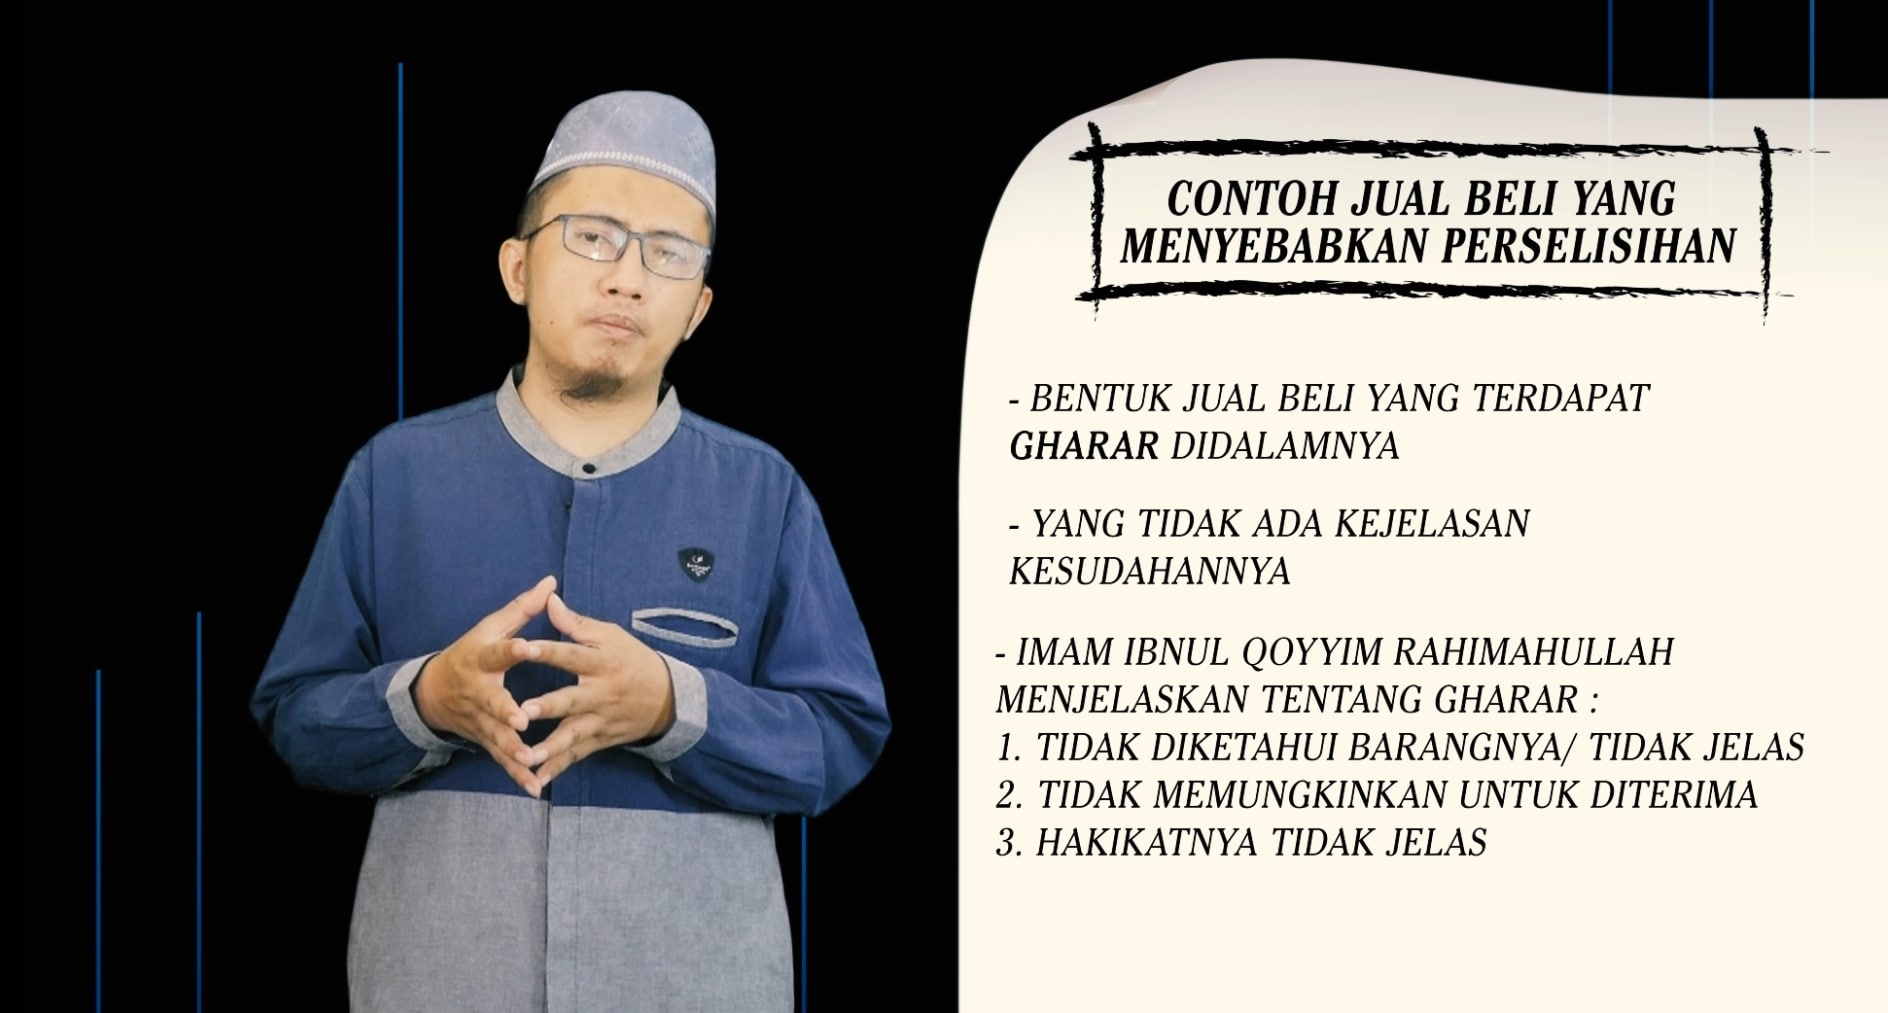 CONTOH JUAL BELI YANG
MENYEBABKAN PERSELISIHAN
- BENTUK JUAL BELI YANG TERDAPAT
GHARAR DIDALAMNYA
- YANG TIDAK ADA KEJELASAN
KESUDAHANNYA
- IMAM IBNUL QOYYIM RAHIMAHULLAH
MENJELASKAN TENTANG GHARAR :
1. TIDAK DIKETAHUI BARANGNYA/ TIDAK JELAS
2. TIDAK MEMUNGKINKAN UNTUK DITERIMA
3. HAKIKATNYA TIDAK JELAS